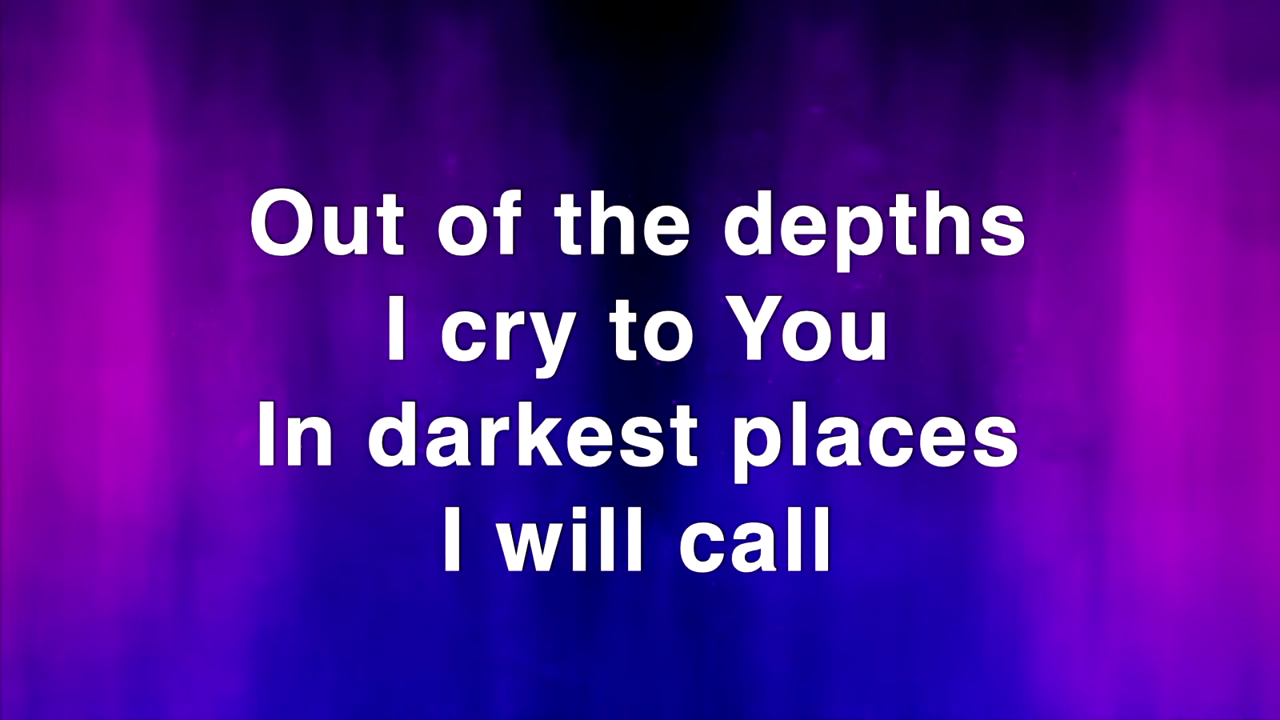 Out of the depths
I cry to You
In darkest places
I will call